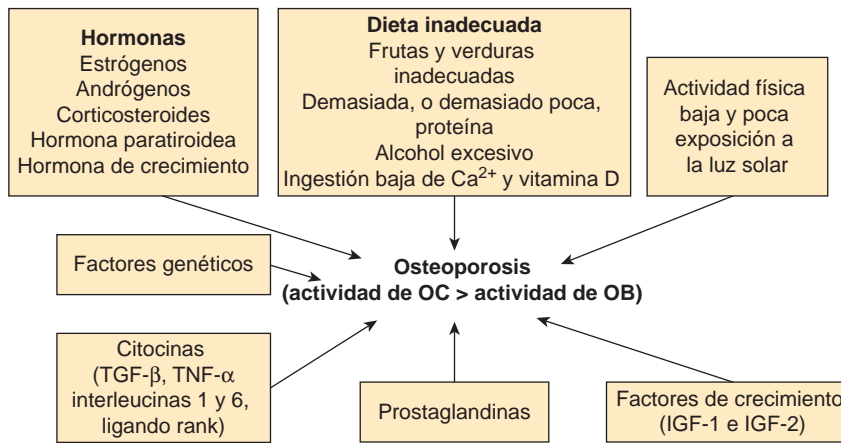 Hormonas
Estrógenos
Andrógenos
Corticosteroides
Hormona paratiroidea
Hormona de crecimiento
Dieta inadecuada
Frutas y verduras
inadecuadas
Demasiada, o demasiado poca,
proteína
Alcohol excesivo
Ingestión baja de Ca²⁺ y vitamina D
Actividad física
baja y poca
exposición a
la luz solar
Factores genéticos
Osteoporosis
(actividad de OC > actividad de OB)
Citocinas
(TGF-β, TNF-α
interleucinas 1 y 6,
ligando rank)
Prostaglandinas
Factores de crecimiento
(IGF-1 e IGF-2)